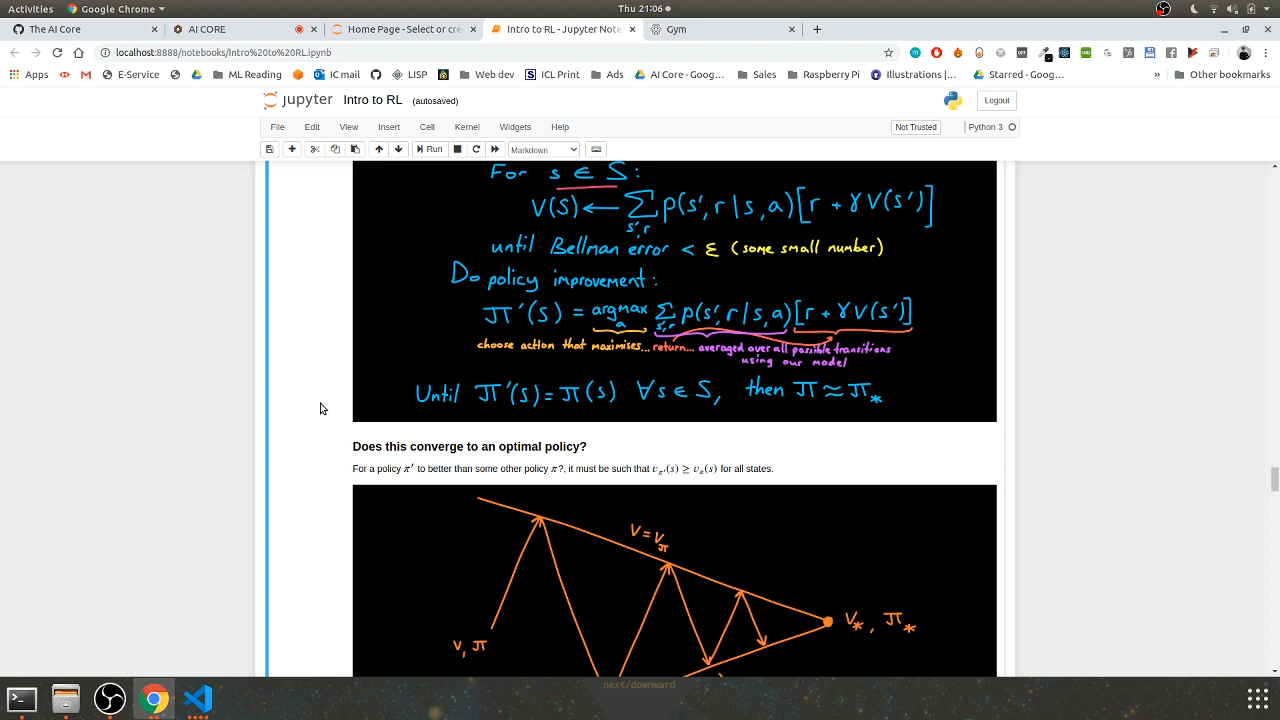 Activities
Google Chrome
Thu 21:06
The AI Core
AI CORE
Home Page - Select or cre
Intro to RL - Jupyter Note
Gym
localhost:8888/notebooks/Intro%20to%20RL.ipynb
Apps
E-Service
ML Reading
IC mail
LISP
Web dev
ICL Print
Ads
AI Core - Goog...
Sales
Raspberry Pi
Illustrations |...
Starred - Goog...
»
Other bookmarks
jupyter Intro to RL (autosaved)
Logout
File Edit View Insert Cell Kernel Widgets Help
Not Trusted
Python 3
Run
Markdown
For s ∈ S:
V(S) ← Σ p(s', r | s, a) [r + γV(s')]
s', r
until Bellman error < ε (some small number)
Do policy improvement:
π'(s) = argmax Σ p(s', r | s, a) [r + γV(s')]
a s', r
choose action that maximises... return... averaged over all possible transitions
using our model
Until π'(s) = π(s) ∀ s ∈ S, then π ≈ π*
Does this converge to an optimal policy?
For a policy π′ to better than some other policy π?, it must be such that vπ′(s) ≥ vπ(s) for all states.
V = Vπ
V*, π*
V, π
next/downward